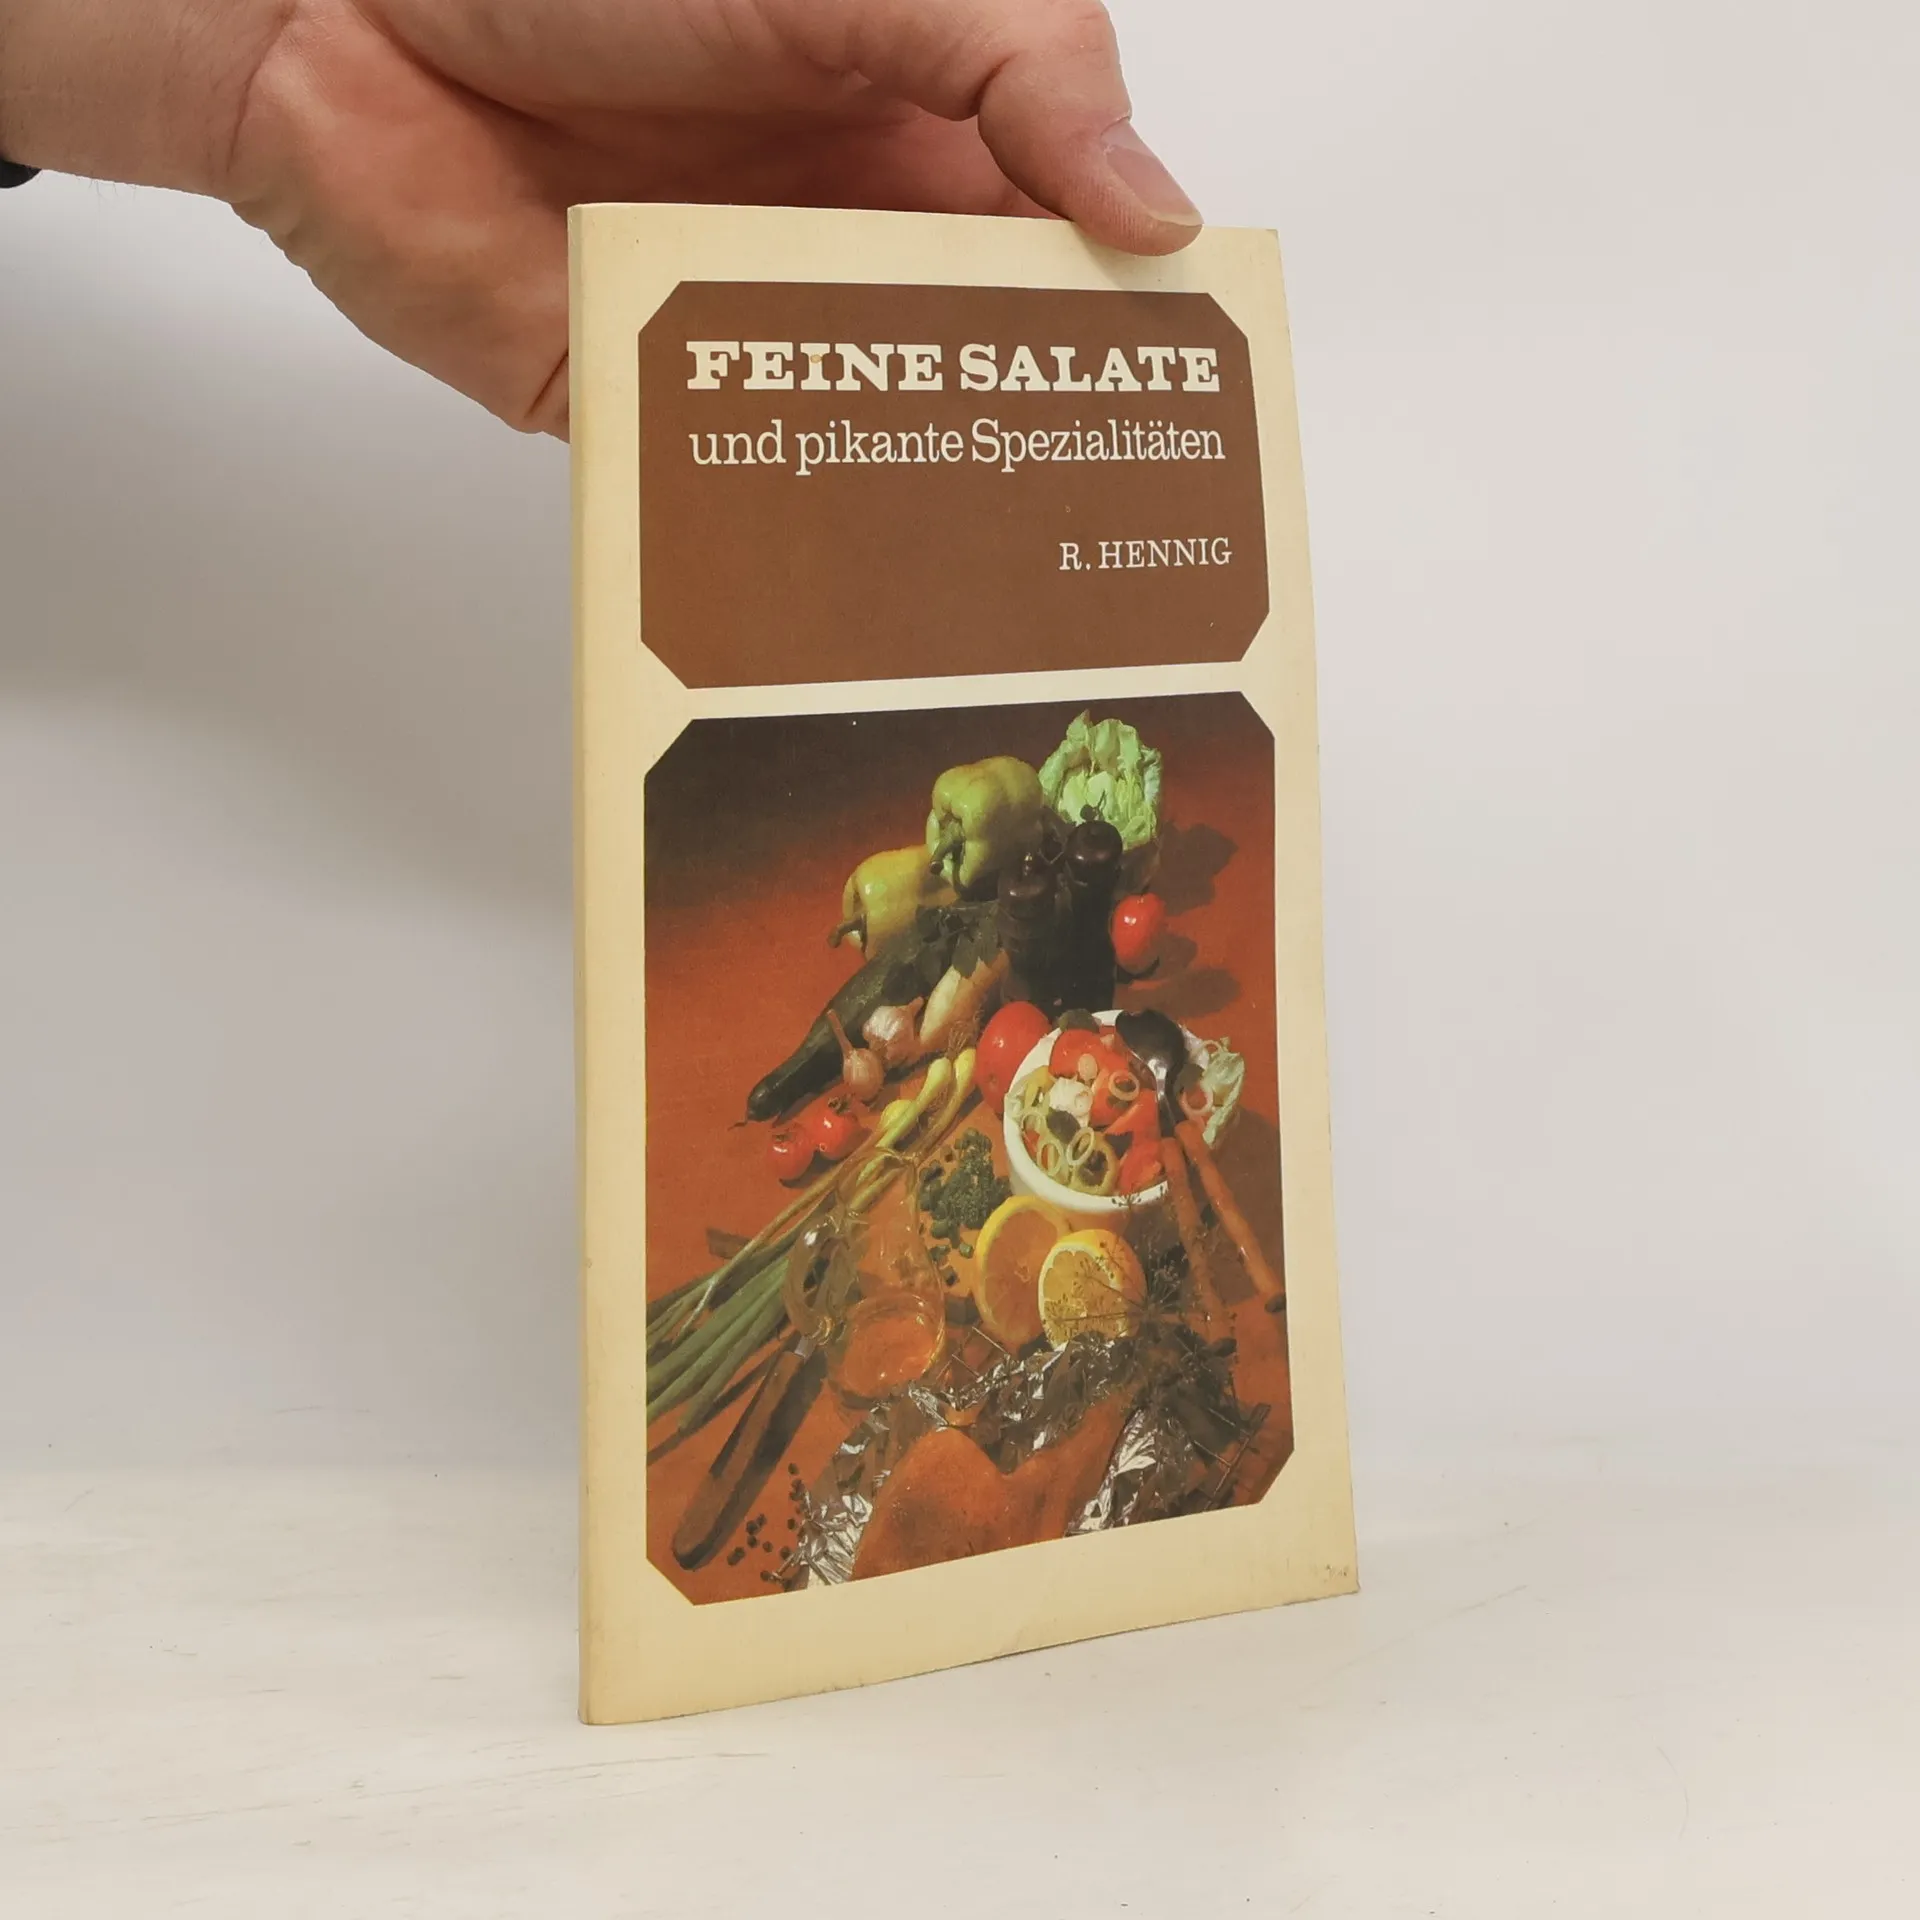 FEINE SALATE
und pikante Spezialitäten
R. HENNIG